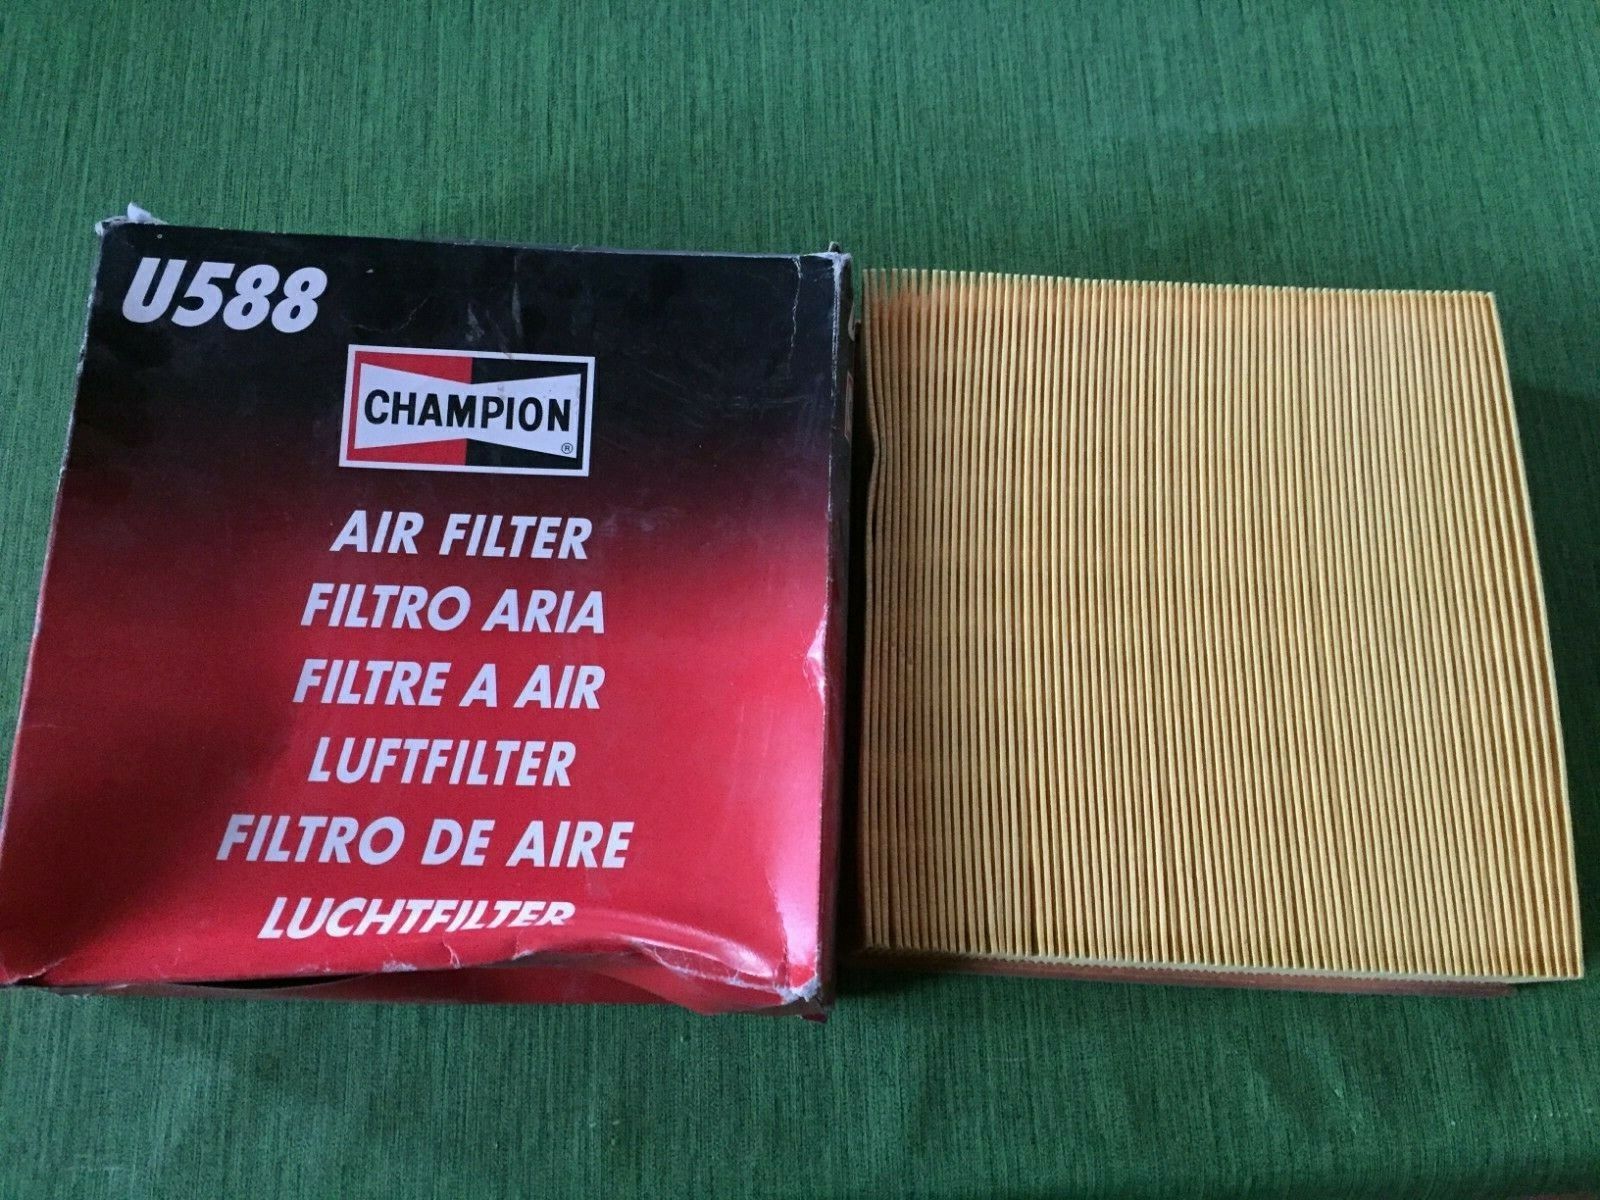 U588
CHAMPION
®
AIR FILTER
FILTRO ARIA
FILTRE A AIR
LUFTFILTER
FILTRO DE AIRE
LUCHTFILTER